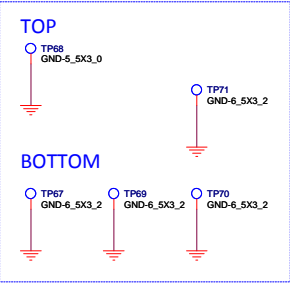 TOP
TP68
GND-5_5X3_0
TP71
GND-6_5X3_2
BOTTOM
TP67
GND-6_5X3_2
TP69
GND-6_5X3_2
TP70
GND-6_5X3_2